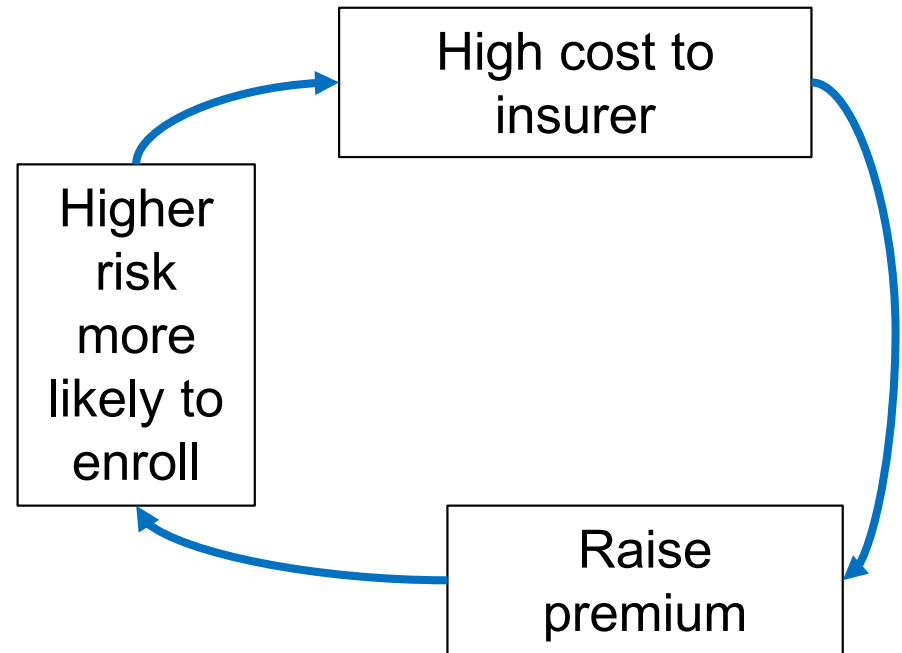 High cost to
insurer
Higher
risk
more
likely to
enroll
Raise
premium